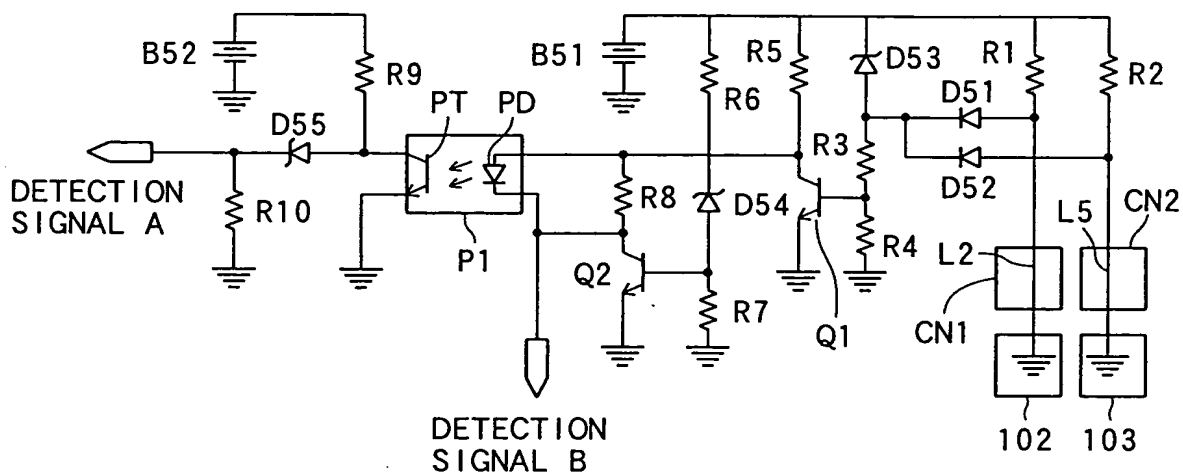 B52
R9
PT
PD
D55
DETECTION
SIGNAL A
R10
P1
B51
R5
R6
D53
R1
R2
D51
D52
R3
R8
D54
R4
Q2
R7
Q1
L2
L5
CN2
CN1
102
103
DETECTION
SIGNAL B